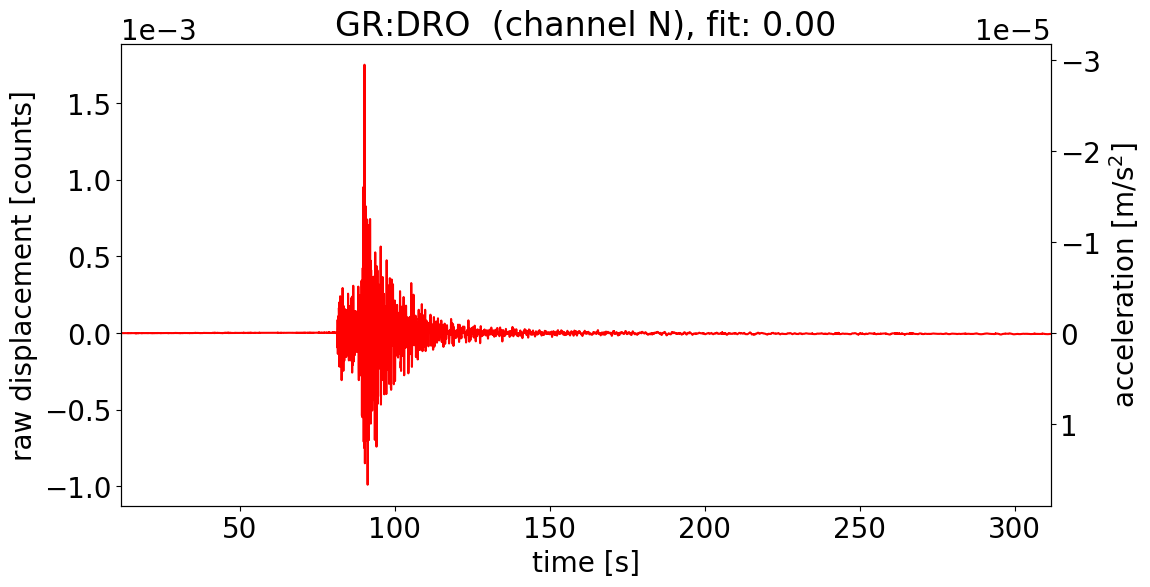 GR:DRO  (channel N), fit: 0.00
1e−3
1e−5
raw displacement [counts]
1.5
1.0
0.5
0.0
−0.5
−1.0
−3
−2
−1
0
1
acceleration [m/s²]
50
100
150
200
250
300
time [s]